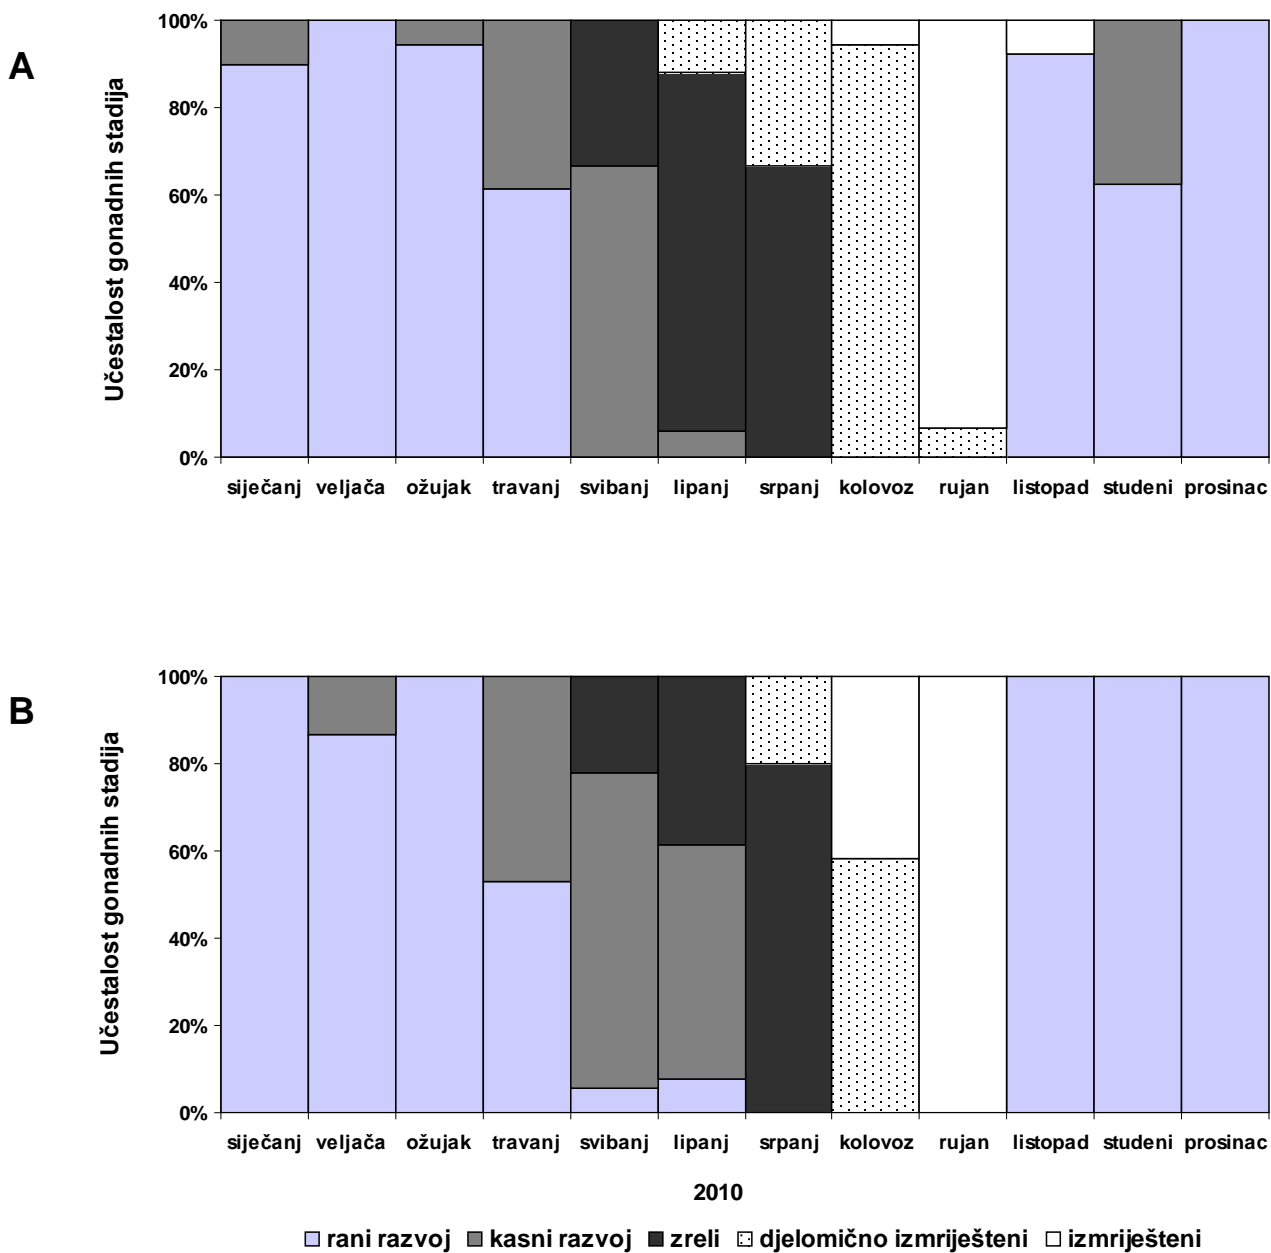 A
Učestalost gonadnih stadija
100%
80%
60%
40%
20%
0%
siječanj veljača ožujak travanj svibanj lipanj srpanj kolovoz rujan listopad studeni prosinac
B
Učestalost gonadnih stadija
100%
80%
60%
40%
20%
0%
siječanj veljača ožujak travanj svibanj lipanj srpanj kolovoz rujan listopad studeni prosinac
2010
rani razvoj kasni razvoj zreli djelomično izmriješteni izmriješteni